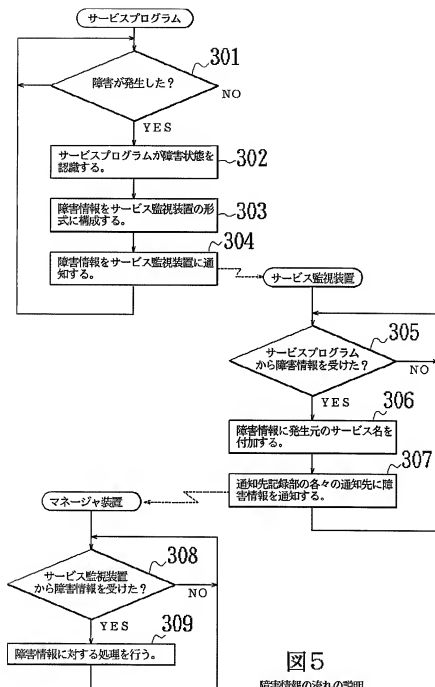 サービスプログラム
301
障害が発生した?
NO
YES
サービスプログラムが障害状態を
認識する。
302
障害情報をサービス監視装置の形
式に構成する。
303
304
障害情報をサービス監視装置に通
知する。
サービス監視装置
305
サービスプログラム
から障害情報を受けた?
NO
YES
306
障害情報に発生元のサービス名を
付加する。
307
通知先記録部の各々の通知先に障
害情報を通知する。
マネージャ装置
308
サービス監視装置
から障害情報を受けた?
NO
YES
309
障害情報に対する処理を行う。
図5
障害情報の流れの説明